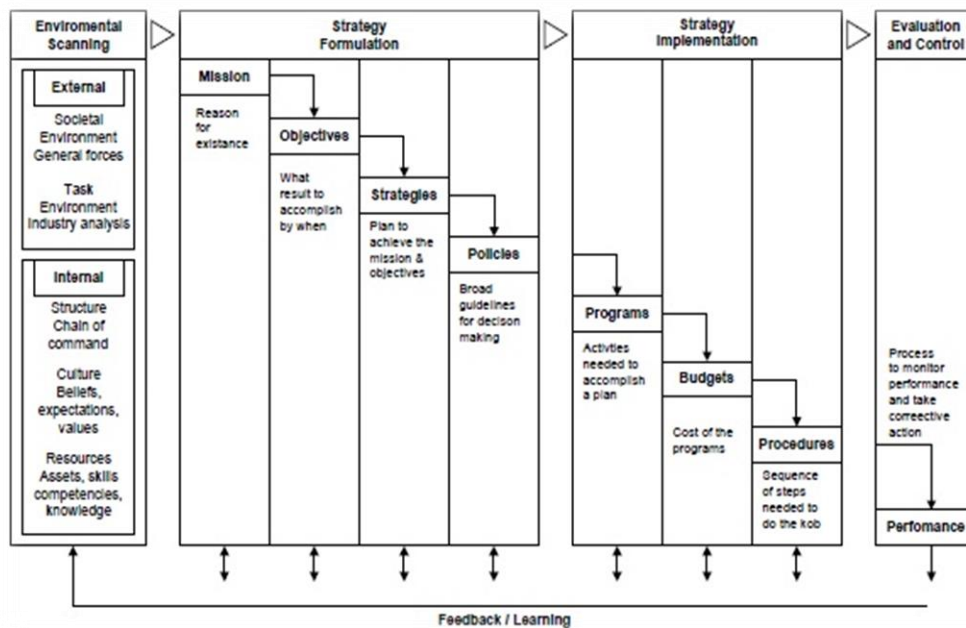 Enviromental
Scanning
Strategy
Formulation
Strategy
Implementation
Evaluation
and Control
External
Societal
Environment
General forces
Task
Environment
Industry analysis
Internal
Structure
Chain of
command
Culture
Beliefs,
expectations,
values
Resources
Assets, skills
competencies,
knowledge
Mission
Reason
for
existance
Objectives
What
result to
accomplish
by when
Strategies
Plan to
achieve the
mission &
objectives
Policies
Broad
guidelines
for decison
making
Programs
Activties
needed to
accomplish
a plan
Budgets
Cost of the
programs
Procedures
Sequence
of steps
needed to
do the kob
Process
to monitor
performance
and take
correective
action
Perfomance
Feedback / Learning